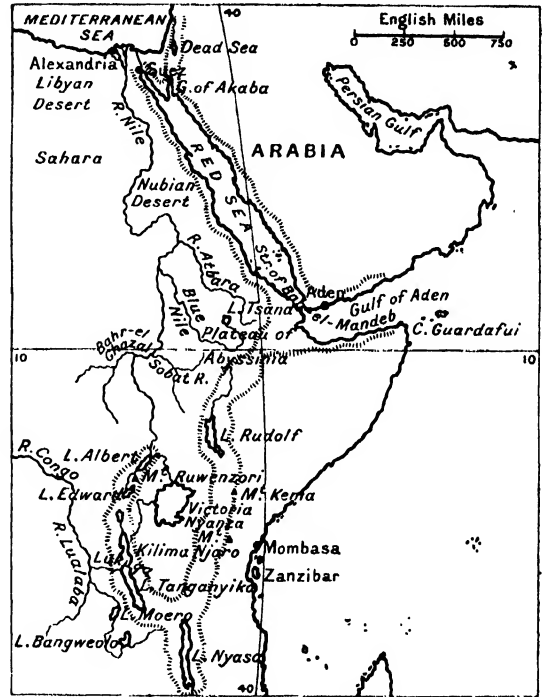 MEDITERRANEAN
SEA
40
English Miles
0 250 500 750
Dead Sea
Alexandria
Suez
G. of Akaba
Libyan
Desert
R. Nile
Persian Gulf
Sahara
ARABIA
RED SEA
Nubian
Desert
R. Atbara
Str. of Bab-
el-Mandeb
Aden
Gulf of Aden
Blue
Nile
L. Tsana
C. Guardafui
Plateau of
Abyssinia
Bahr-el
Ghazal
Sobat R.
10
10
L. Rudolf
L. Albert
R. Congo
Mt. Ruwenzori
L. Edward
Mt. Kenia
Victoria
Nyanza
R. Lualaba
Mt.
Kilima Njaro
Mombasa
Zanzibar
L. Tanganyika
L. Moero
L. Bangweolo
L. Nyasa
40